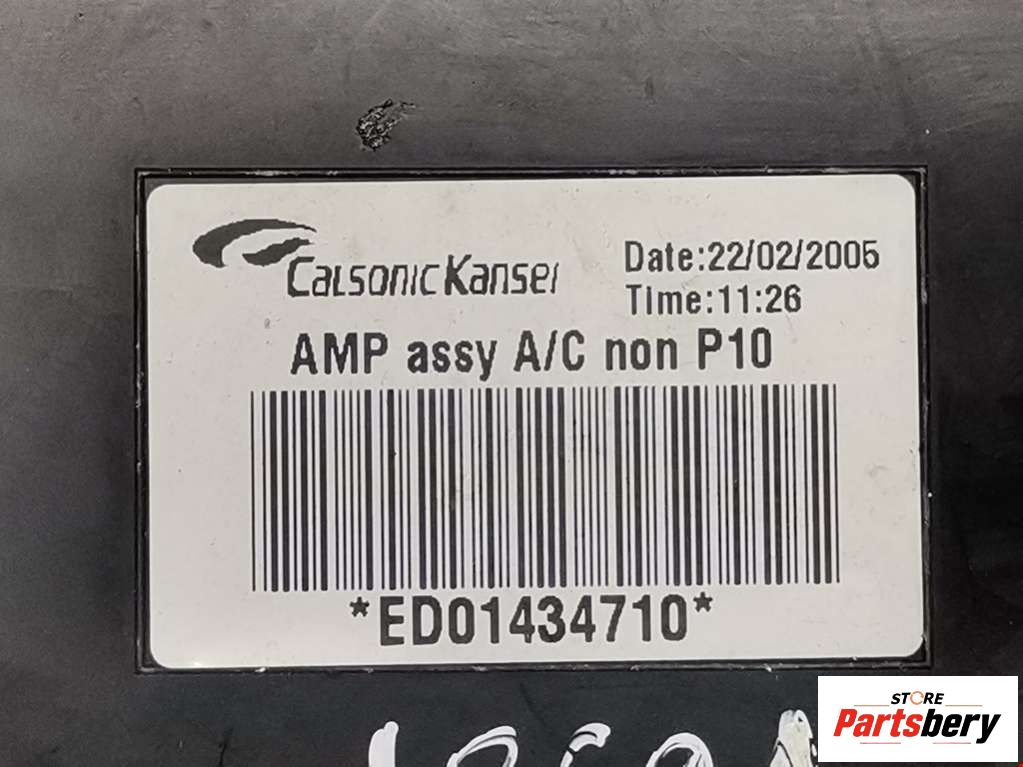 CalsonicKansei
Date:22/02/2005
Time:11:26
AMP assy A/C non P10
*ED01434710*
STORE
Partsbery